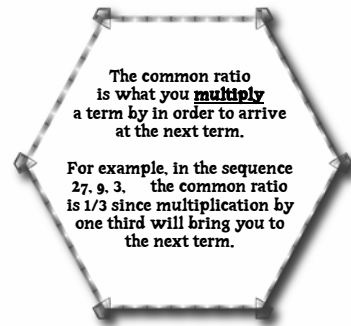 The common ratio
is what you multiply
a term by in order to arrive
at the next term.
For example, in the sequence
27, 9, 3, the common ratio
is 1/3 since multiplication by
one third will bring you to
the next term.